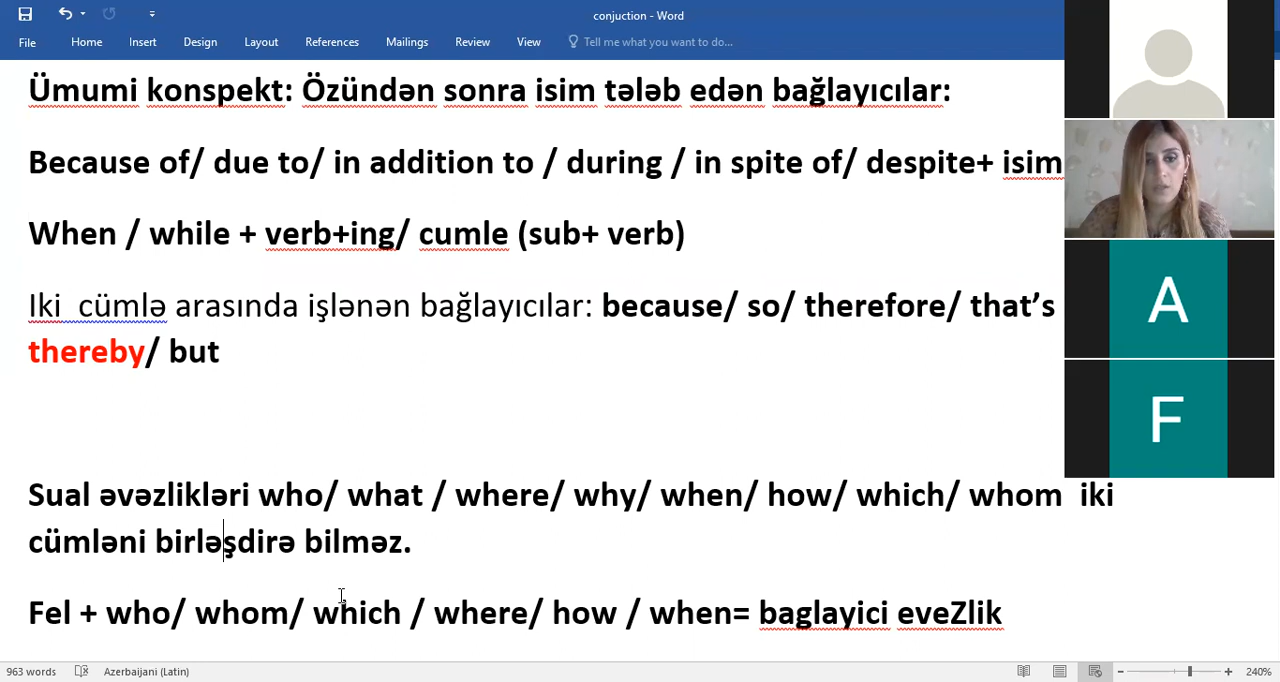 conjuction - Word
File Home Insert Design Layout References Mailings Review View Tell me what you want to do...
Ümumi konspekt: Özündən sonra isim tələb edən bağlayıcılar:
Because of/ due to/ in addition to / during / in spite of/ despite+ isim
When / while + verb+ing/ cumle (sub+ verb)
Iki cümlə arasında işlənən bağlayıcılar: because/ so/ therefore/ that’s
thereby/ but
Sual əvəzlikləri who/ what / where/ why/ when/ how/ which/ whom iki
cümləni birləşdirə bilməz.
Fel + who/ whom/ which / where/ how / when= baglayici eveZlik
A
F
963 words Azerbaijani (Latin) 240%